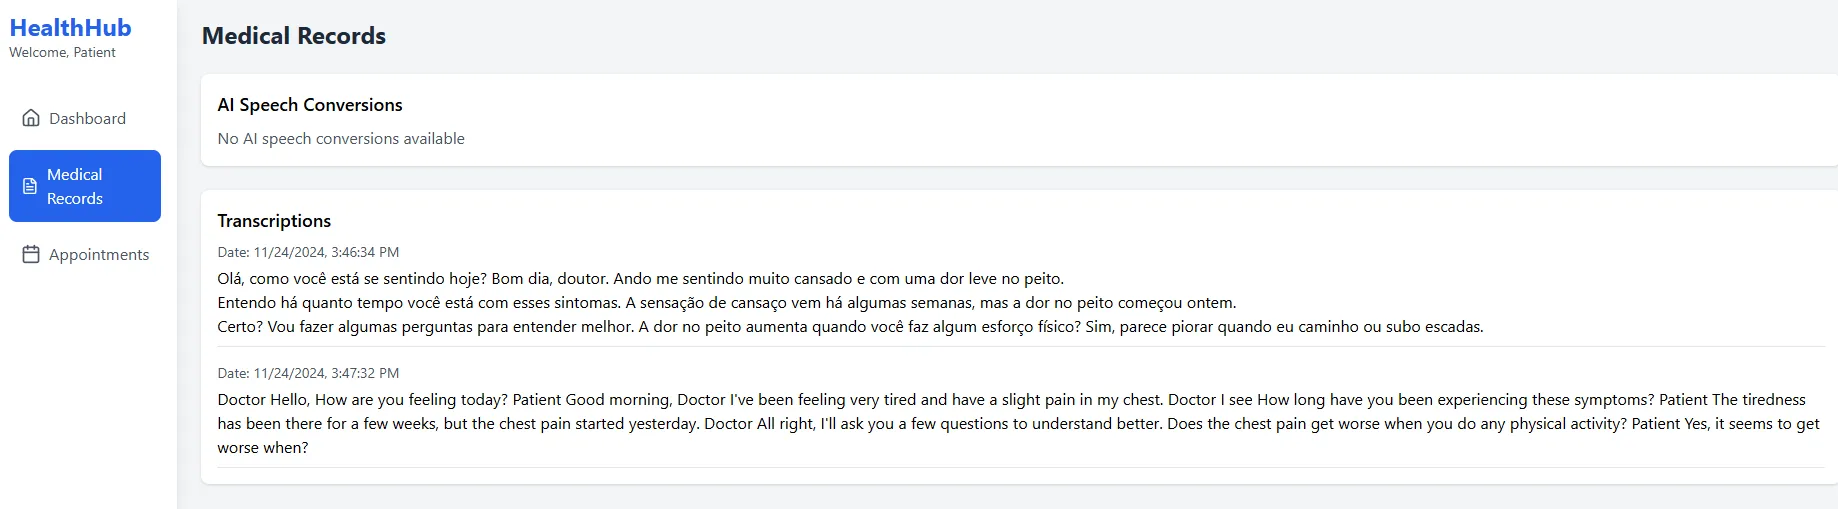 HealthHub
Welcome, Patient
Dashboard
Medical
Records
Appointments
Medical Records
AI Speech Conversions
No AI speech conversions available
Transcriptions
Date: 11/24/2024, 3:46:34 PM
Olá, como você está se sentindo hoje? Bom dia, doutor. Ando me sentindo muito cansado e com uma dor leve no peito.
Entendo há quanto tempo você está com esses sintomas. A sensação de cansaço vem há algumas semanas, mas a dor no peito começou ontem.
Certo? Vou fazer algumas perguntas para entender melhor. A dor no peito aumenta quando você faz algum esforço físico? Sim, parece piorar quando eu caminho ou subo escadas.
Date: 11/24/2024, 3:47:32 PM
Doctor Hello, How are you feeling today? Patient Good morning, Doctor I've been feeling very tired and have a slight pain in my chest. Doctor I see How long have you been experiencing these symptoms? Patient The tiredness
has been there for a few weeks, but the chest pain started yesterday. Doctor All right, I'll ask you a few questions to understand better. Does the chest pain get worse when you do any physical activity? Patient Yes, it seems to get
worse when?